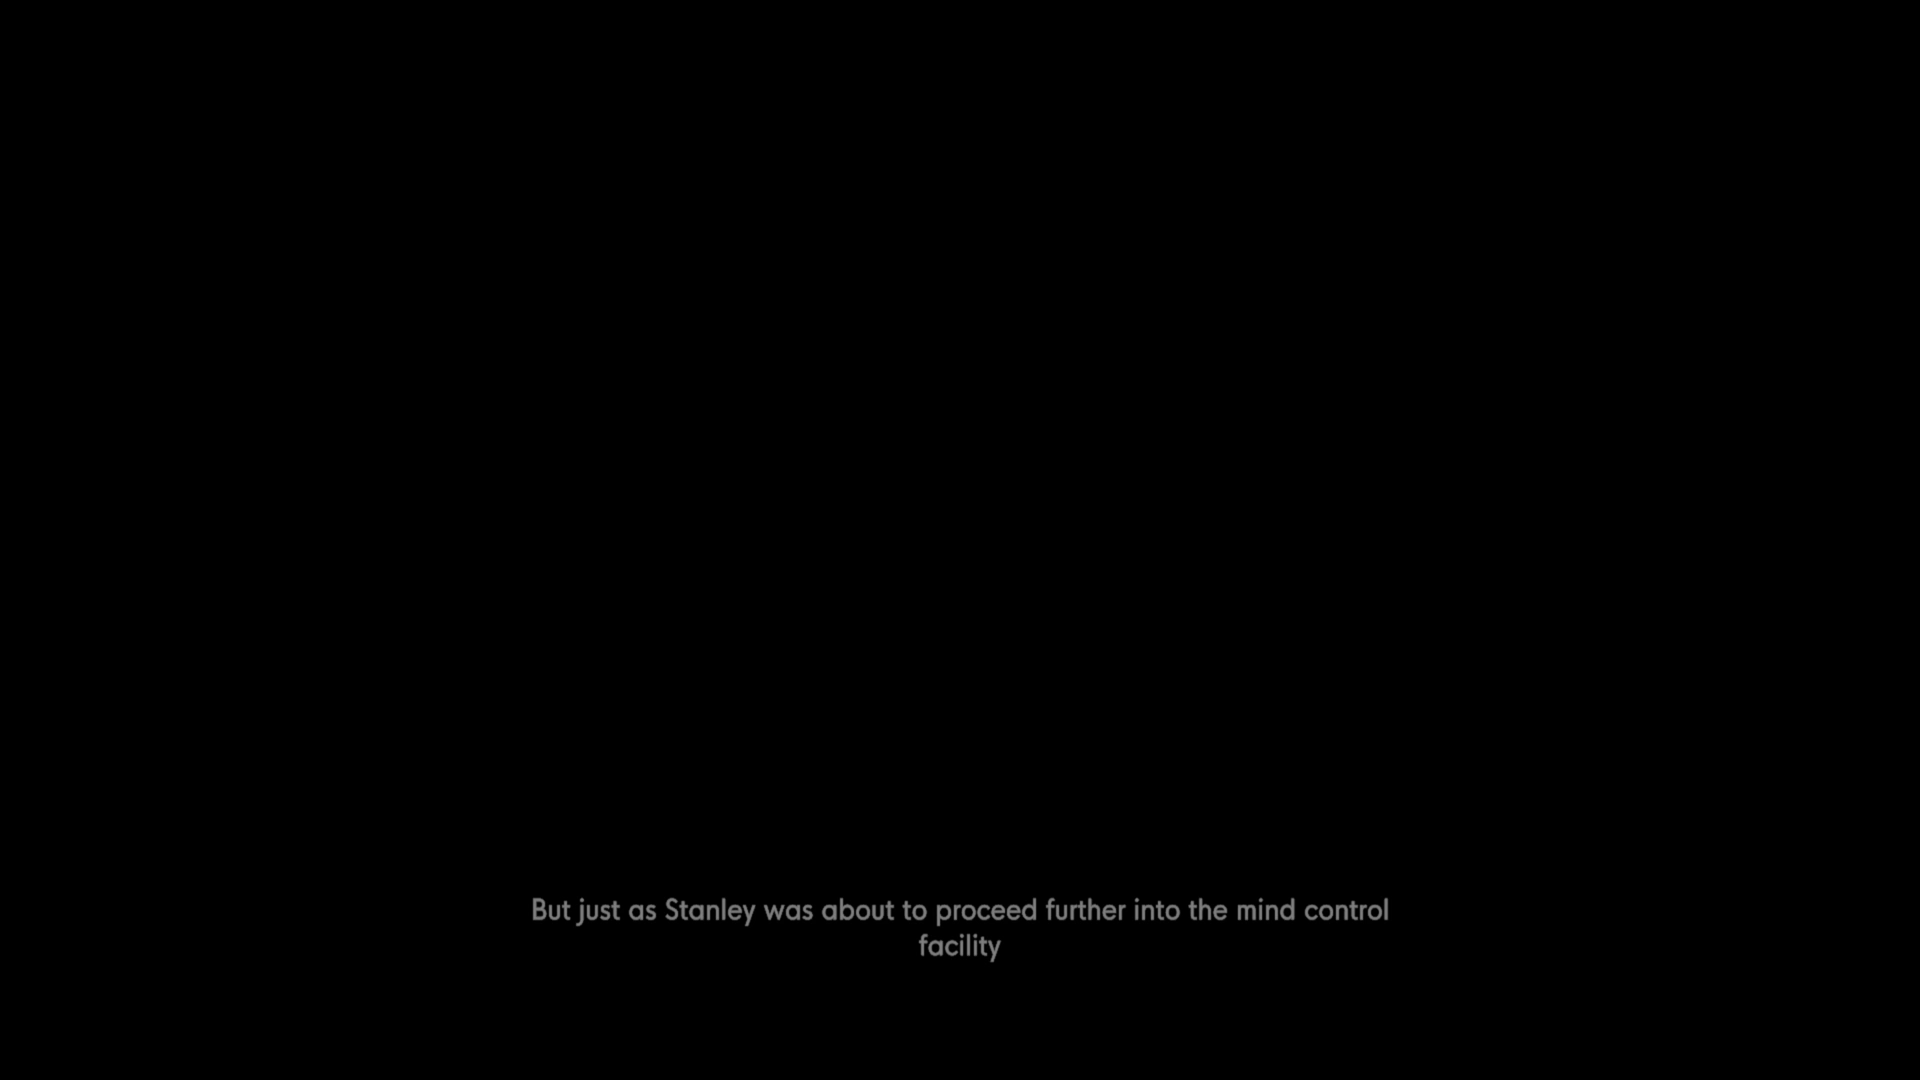 But just as Stanley was about to proceed further into the mind control
facility